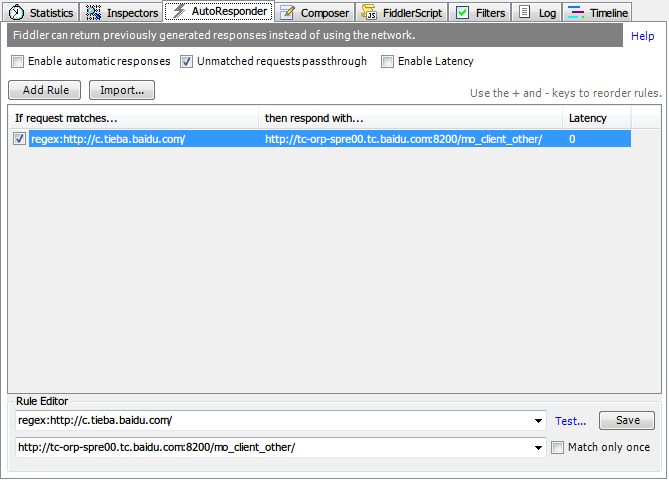 Statistics Inspectors AutoResponder Composer FiddlerScript Filters Log Timeline
Fiddler can return previously generated responses instead of using the network. Help
Enable automatic responses Unmatched requests passthrough Enable Latency
Add Rule Import... Use the + and - keys to reorder rules.
If request matches... then respond with... Latency
regex:http://c.tieba.baidu.com/ http://tc-orp-spre00.tc.baidu.com:8200/mo_client_other/ 0
Rule Editor
regex:http://c.tieba.baidu.com/ Test... Save
http://tc-orp-spre00.tc.baidu.com:8200/mo_client_other/ Match only once